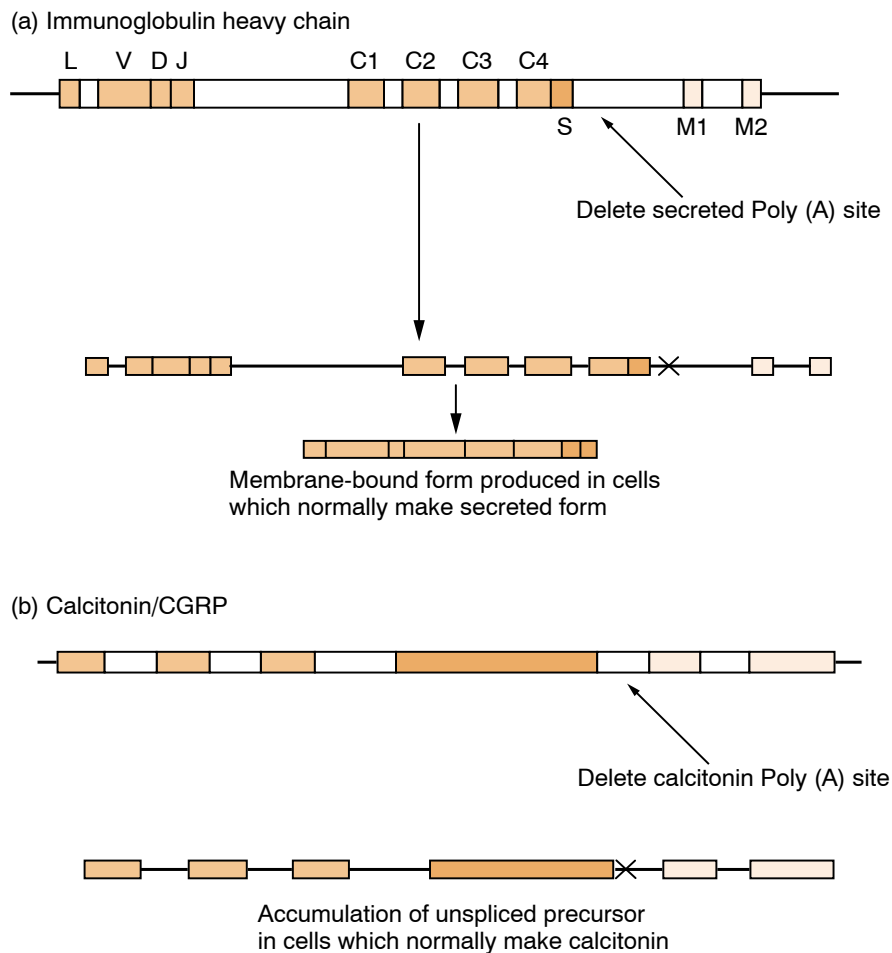 (a) Immunoglobulin heavy chain
L V D J C1 C2 C3 C4
S M1 M2
Delete secreted Poly (A) site
Membrane-bound form produced in cells
which normally make secreted form
(b) Calcitonin/CGRP
Delete calcitonin Poly (A) site
Accumulation of unspliced precursor
in cells which normally make calcitonin